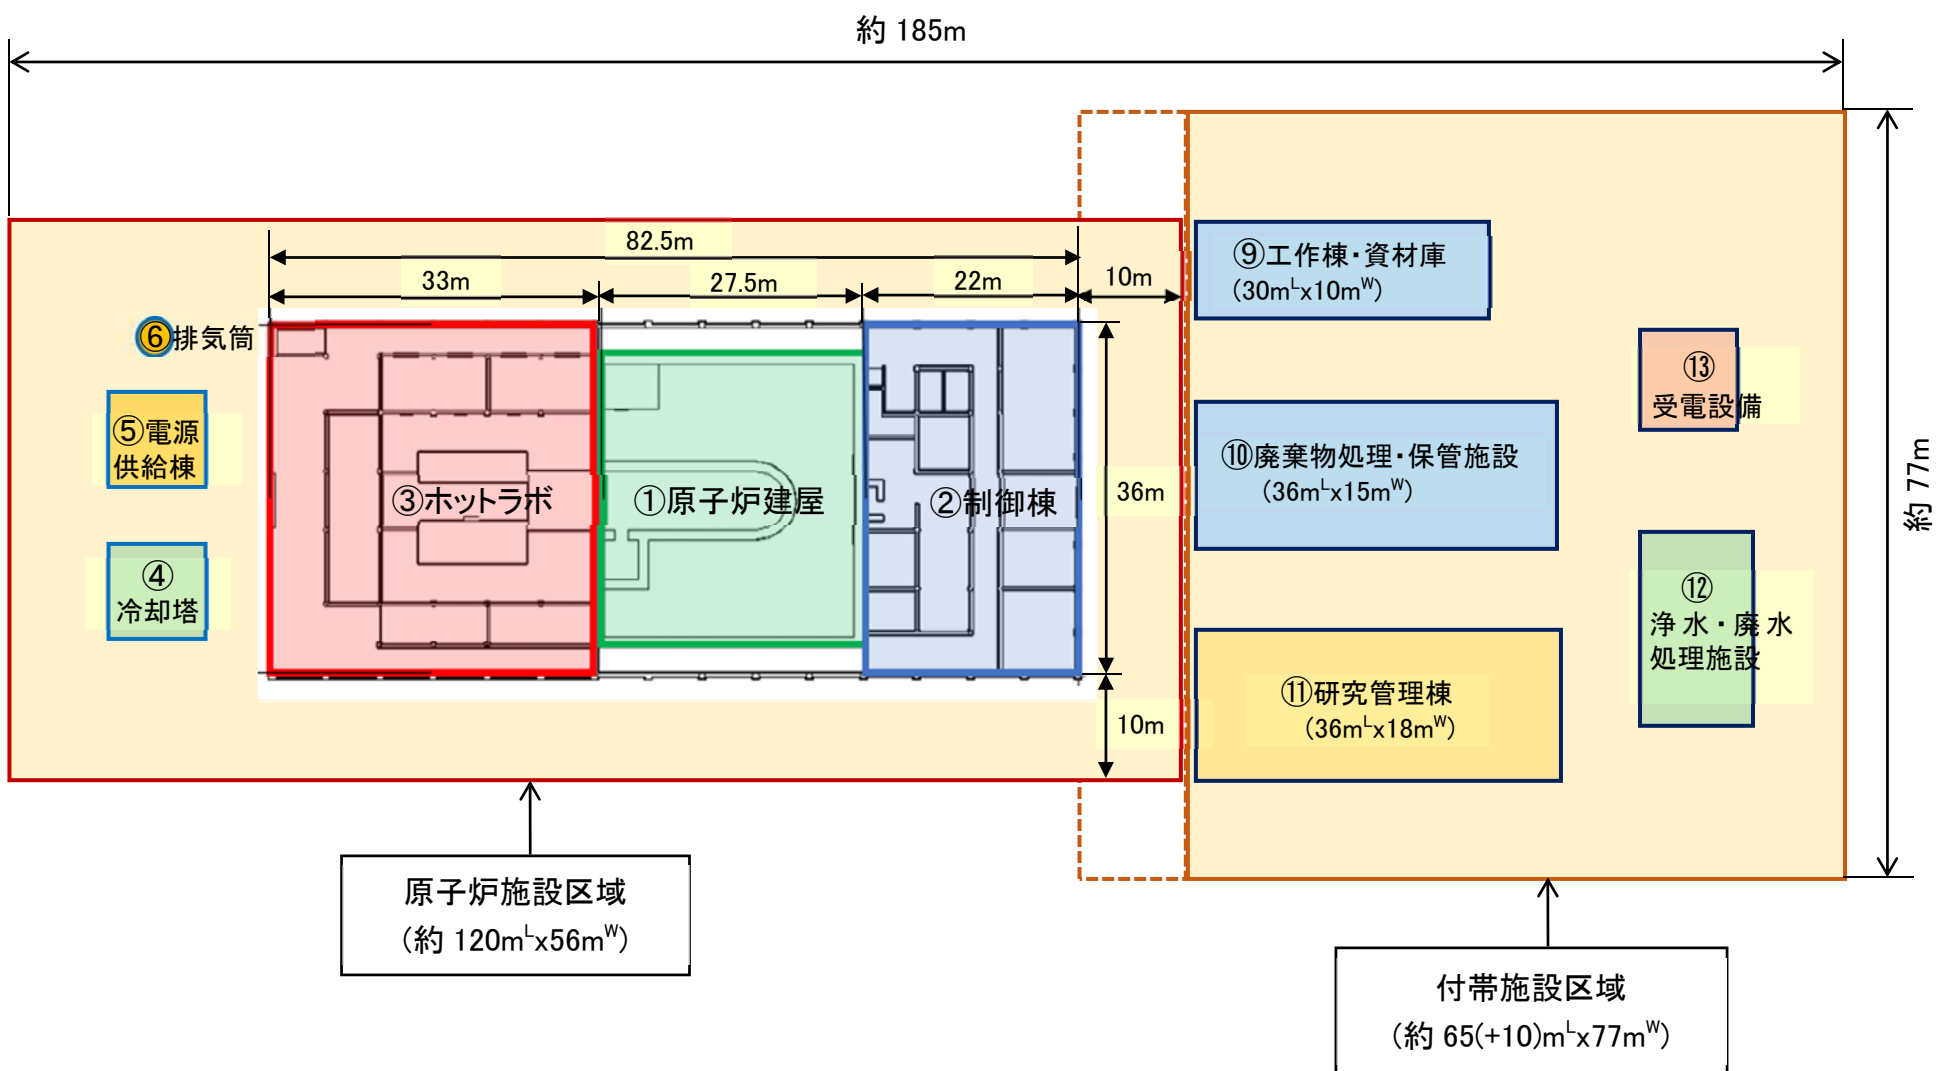 約 185m
82.5m
33m
27.5m
22m
10m
⑨工作棟・資材庫
(30mᴸx10mᵂ)
⑥排気筒
⑬
受電設備
⑤電源
供給棟
⑩廃棄物処理・保管施設
(36mᴸx15mᵂ)
③ホットラボ
①原子炉建屋
②制御棟
36m
約 77m
④
冷却塔
⑫
浄水・廃水
処理施設
⑪研究管理棟
(36mᴸx18mᵂ)
10m
原子炉施設区域
(約 120mᴸx56mᵂ)
付帯施設区域
(約 65(+10)mᴸx77mᵂ)